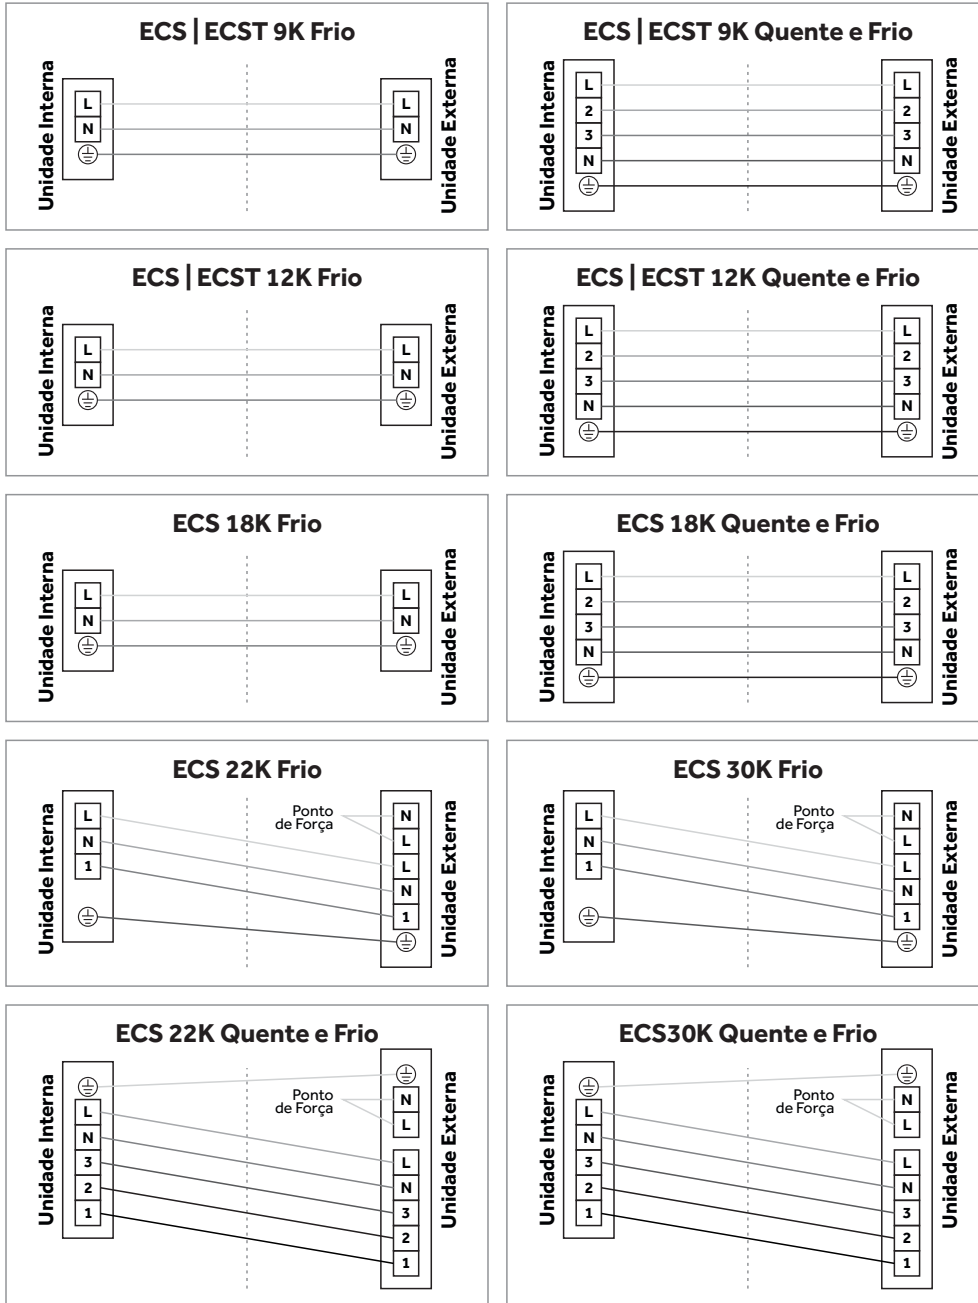 ECS | ECST 9K Frio
Unidade Interna
L
N
L
N
Unidade Externa
ECS | ECST 9K Quente e Frio
Unidade Interna
L
2
3
N
L
2
3
N
Unidade Externa
ECS | ECST 12K Frio
Unidade Interna
L
N
L
N
Unidade Externa
ECS | ECST 12K Quente e Frio
Unidade Interna
L
2
3
N
L
2
3
N
Unidade Externa
ECS 18K Frio
Unidade Interna
L
N
L
N
Unidade Externa
ECS 18K Quente e Frio
Unidade Interna
L
2
3
N
L
2
3
N
Unidade Externa
ECS 22K Frio
Unidade Interna
L
N
1
Ponto
de Força
N
L
L
N
1
Unidade Externa
ECS 30K Frio
Unidade Interna
L
N
1
Ponto
de Força
N
L
L
N
1
Unidade Externa
ECS 22K Quente e Frio
Unidade Interna
L
N
3
2
1
Ponto
de Força
N
L
L
N
3
2
1
Unidade Externa
ECS30K Quente e Frio
Unidade Interna
L
N
3
2
1
Ponto
de Força
N
L
L
N
3
2
1
Unidade Externa